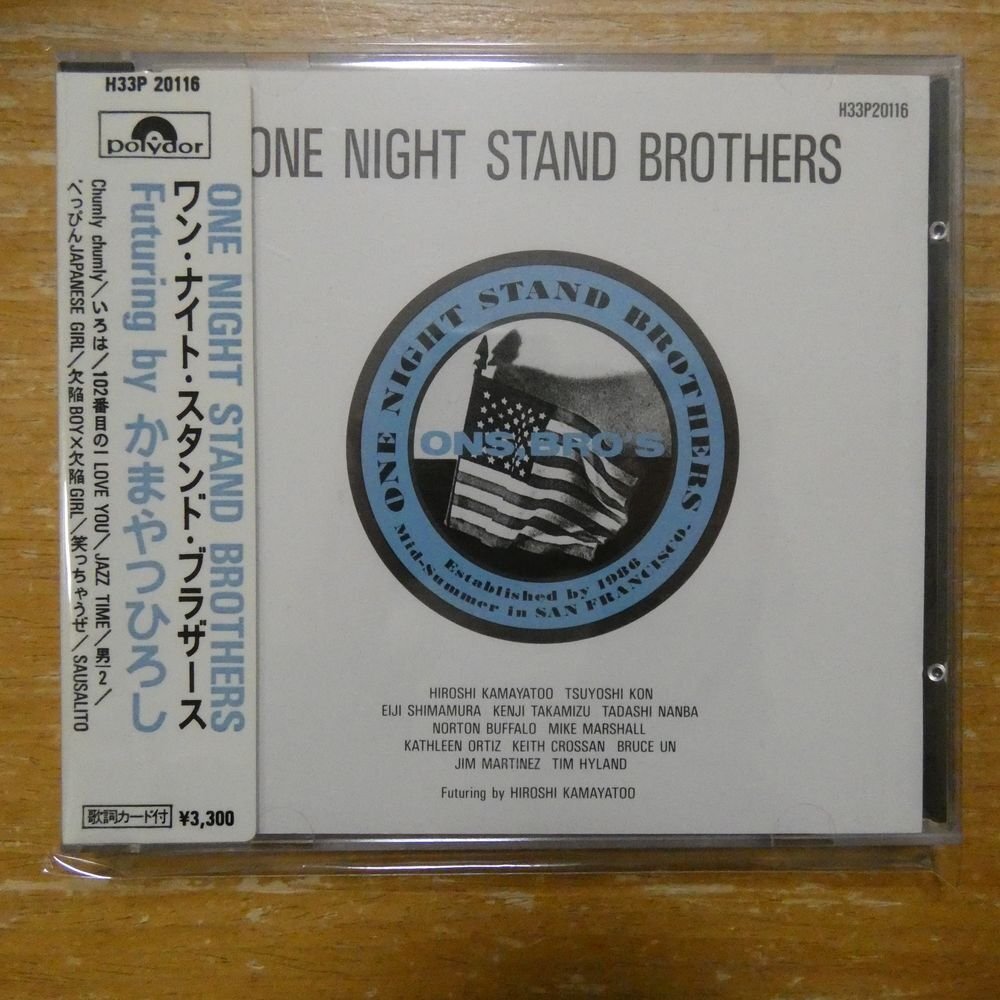 H33P 20116
polydor
ONE NIGHT STAND BROTHERS
ワン・ナイト・スタンド・ブラザース
Futuring by かまやつひろし
Chumly chumly/いろは/102番目のI LOVE YOU/JAZZ TIME/男!2/
べっぴんJAPANESE GIRL/欠陥BOY×欠陥GIRL/笑っちゃうぜ/SAUSALITO
歌詞カード付 ¥3,300
H33P20116
ONE NIGHT STAND BROTHERS
ONE NIGHT STAND BROTHERS
ONS.BRO'S
Established by 1986
Mid-Summer in SAN FRANCISCO.
HIROSHI KAMAYATOO TSUYOSHI KON
EIJI SHIMAMURA KENJI TAKAMIZU TADASHI NANBA
NORTON BUFFALO MIKE MARSHALL
KATHLEEN ORTIZ KEITH CROSSAN BRUCE UN
JIM MARTINEZ TIM HYLAND
Futuring by HIROSHI KAMAYATOO